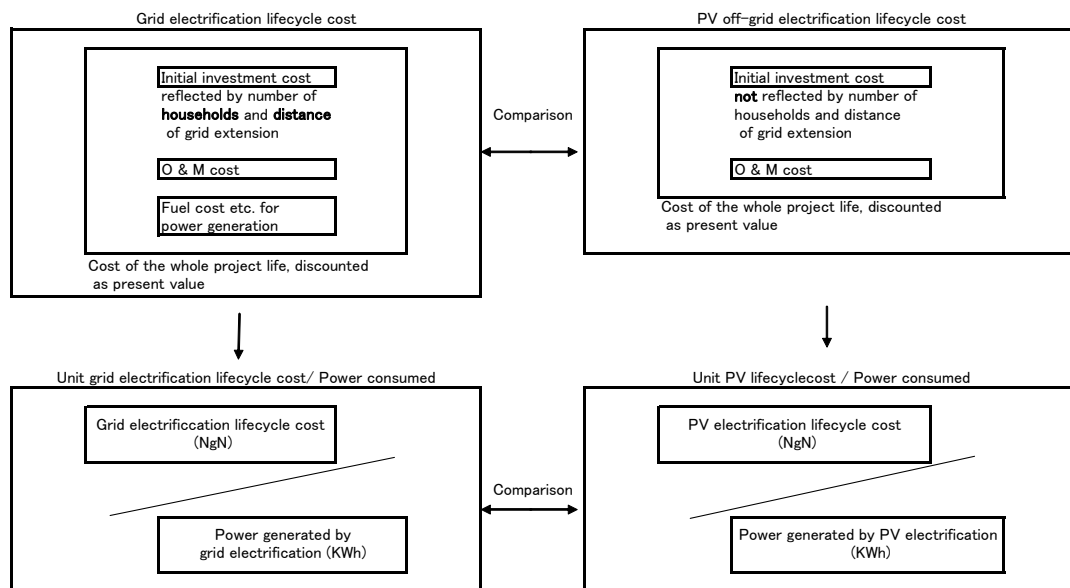 Grid electrification lifecycle cost
Initial investment cost
reflected by number of
households and distance
of grid extension
O & M cost
Fuel cost etc. for
power generation
Cost of the whole project life, discounted
as present value
Comparison
PV off-grid electrification lifecycle cost
Initial investment cost
not reflected by number of
households and distance
of grid extension
O & M cost
Cost of the whole project life, discounted
as present value
Unit grid electrification lifecycle cost/ Power consumed
Grid electrificcation lifecycle cost
(NgN)
Power generated by
grid electrification (KWh)
Comparison
Unit PV lifecyclecost / Power consumed
PV electrification lifecycle cost
(NgN)
Power generated by PV electrification
(KWh)